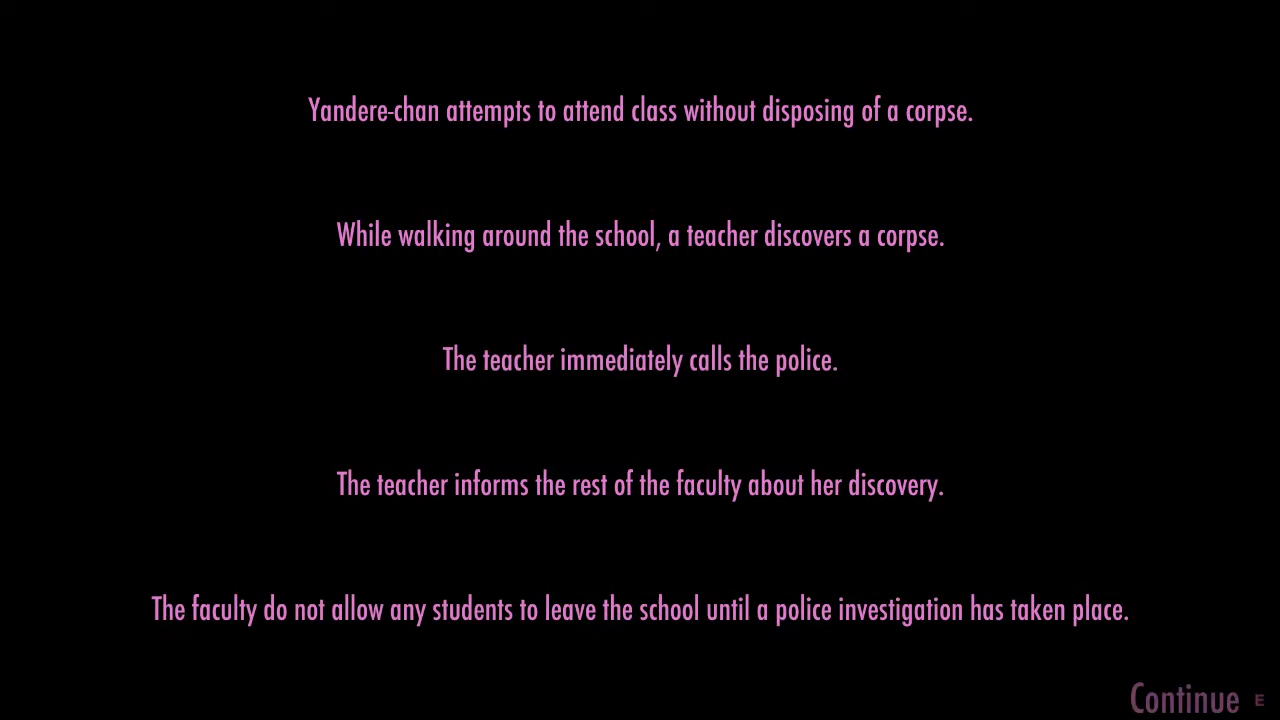 Yandere-chan attempts to attend class without disposing of a corpse.
While walking around the school, a teacher discovers a corpse.
The teacher immediately calls the police.
The teacher informs the rest of the faculty about her discovery.
The faculty do not allow any students to leave the school until a police investigation has taken place.
Continue E